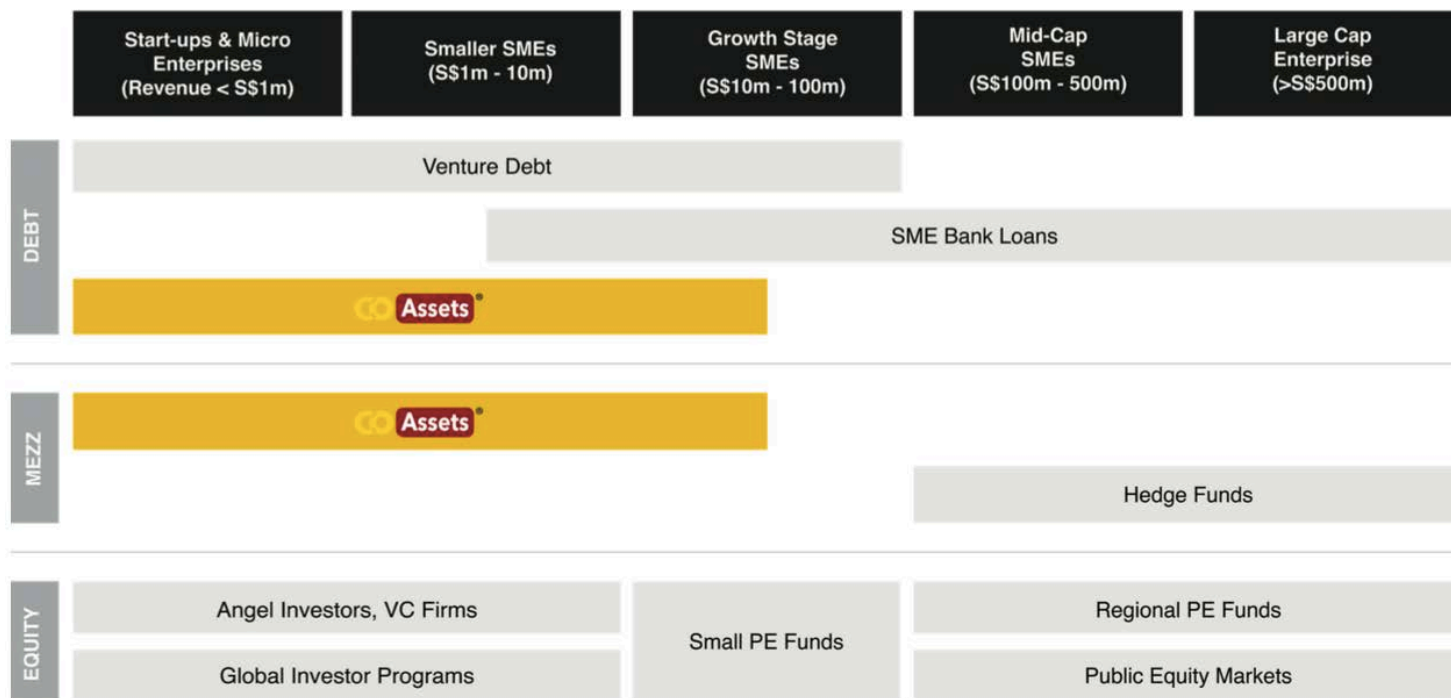 Start-ups & Micro
Enterprises
(Revenue < S$1m)
Smaller SMEs
(S$1m - 10m)
Growth Stage
SMEs
(S$10m - 100m)
Mid-Cap
SMEs
(S$100m - 500m)
Large Cap
Enterprise
(>S$500m)
DEBT
Venture Debt
SME Bank Loans
CO Assets®
MEZZ
CO Assets®
Hedge Funds
EQUITY
Angel Investors, VC Firms
Global Investor Programs
Small PE Funds
Regional PE Funds
Public Equity Markets